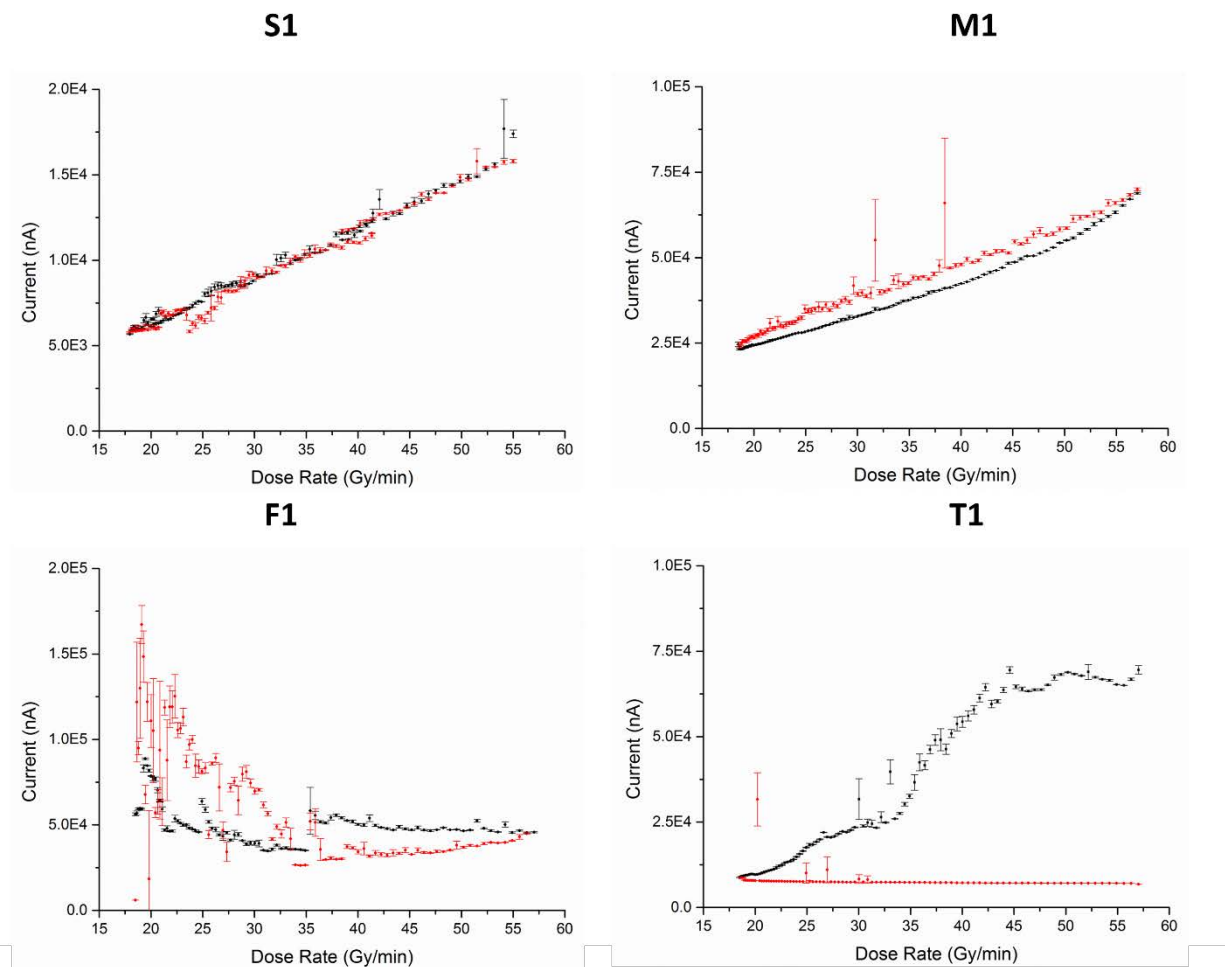 S1
2.0E4
1.5E4
1.0E4
5.0E3
0.0
Current (nA)
15 20 25 30 35 40 45 50 55 60
Dose Rate (Gy/min)
M1
1.0E5
7.5E4
5.0E4
2.5E4
0.0
Current (nA)
15 20 25 30 35 40 45 50 55 60
Dose Rate (Gy/min)
F1
2.0E5
1.5E5
1.0E5
5.0E4
0.0
Current (nA)
15 20 25 30 35 40 45 50 55 60
Dose Rate (Gy/min)
T1
1.0E5
7.5E4
5.0E4
2.5E4
0.0
Current (nA)
15 20 25 30 35 40 45 50 55 60
Dose Rate (Gy/min)